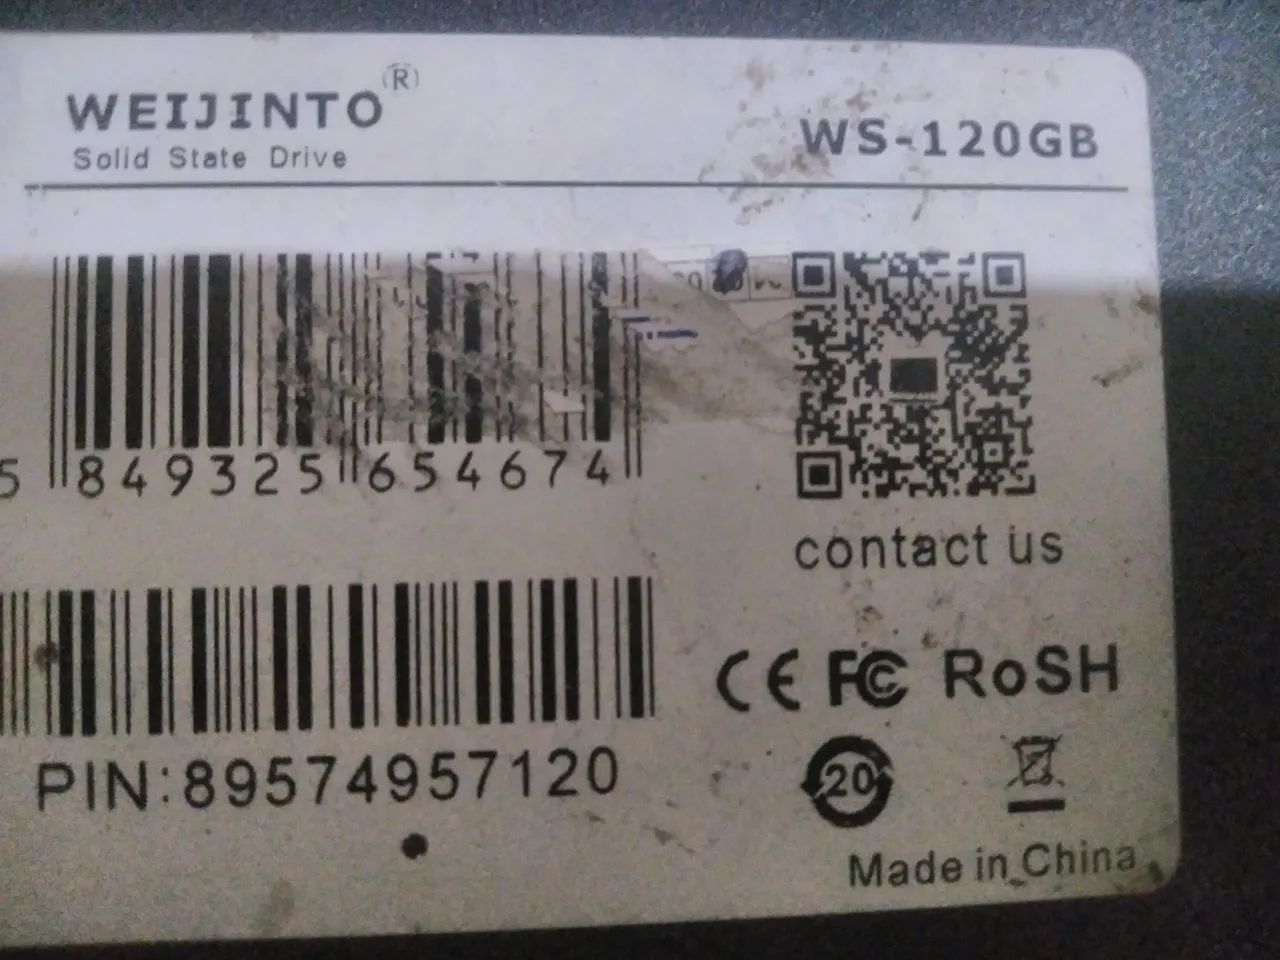 WEIJINTO®
Solid State Drive
WS-120GB
5 849325 654674
contact us
CE FC RoSH
PIN:89574957120
20
Made in China